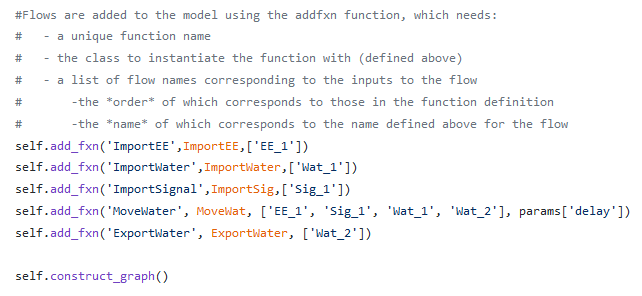 #Flows are added to the model using the addfxn function, which needs:
#   - a unique function name
#   - the class to instantiate the function with (defined above)
#   - a list of flow names corresponding to the inputs to the flow
#       -the *order* of which corresponds to those in the function definition
#       -the *name* of which corresponds to the name defined above for the flow
self.add_fxn('ImportEE',ImportEE,['EE_1'])
self.add_fxn('ImportWater',ImportWater,['Wat_1'])
self.add_fxn('ImportSignal',ImportSig,['Sig_1'])
self.add_fxn('MoveWater', MoveWat, ['EE_1', 'Sig_1', 'Wat_1', 'Wat_2'], params['delay'])
self.add_fxn('ExportWater', ExportWater, ['Wat_2'])
self.construct_graph()